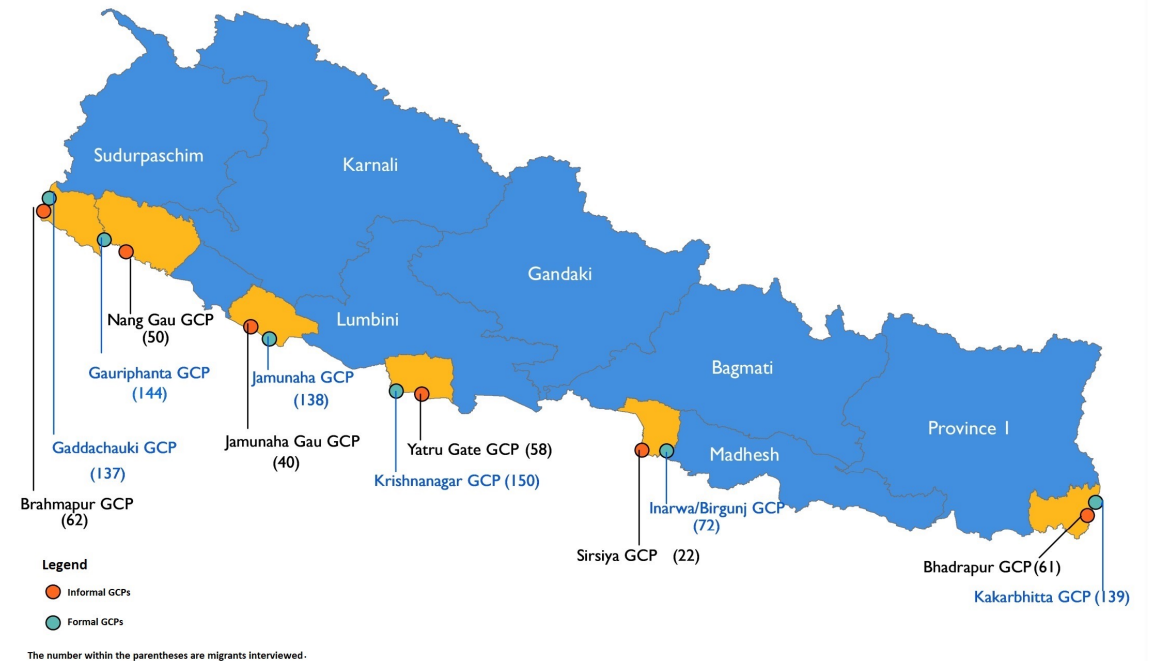 Sudurpaschim
Karnali
Gandaki
Lumbini
Bagmati
Province 1
Madhesh
Nang Gau GCP
(50)
Gauriphanta GCP
(144)
Jamunaha GCP
(138)
Gaddachauki GCP
(137)
Jamunaha Gau GCP
(40)
Yatru Gate GCP (58)
Krishnanagar GCP (150)
Brahmapur GCP
(62)
Inarwa/Birgunj GCP
(72)
Sirsiya GCP (22)
Bhadrapur GCP(61)
Kakarbhitta GCP (139)
Legend
Informal GCPs
Formal GCPs
The number within the parentheses are migrants interviewed.